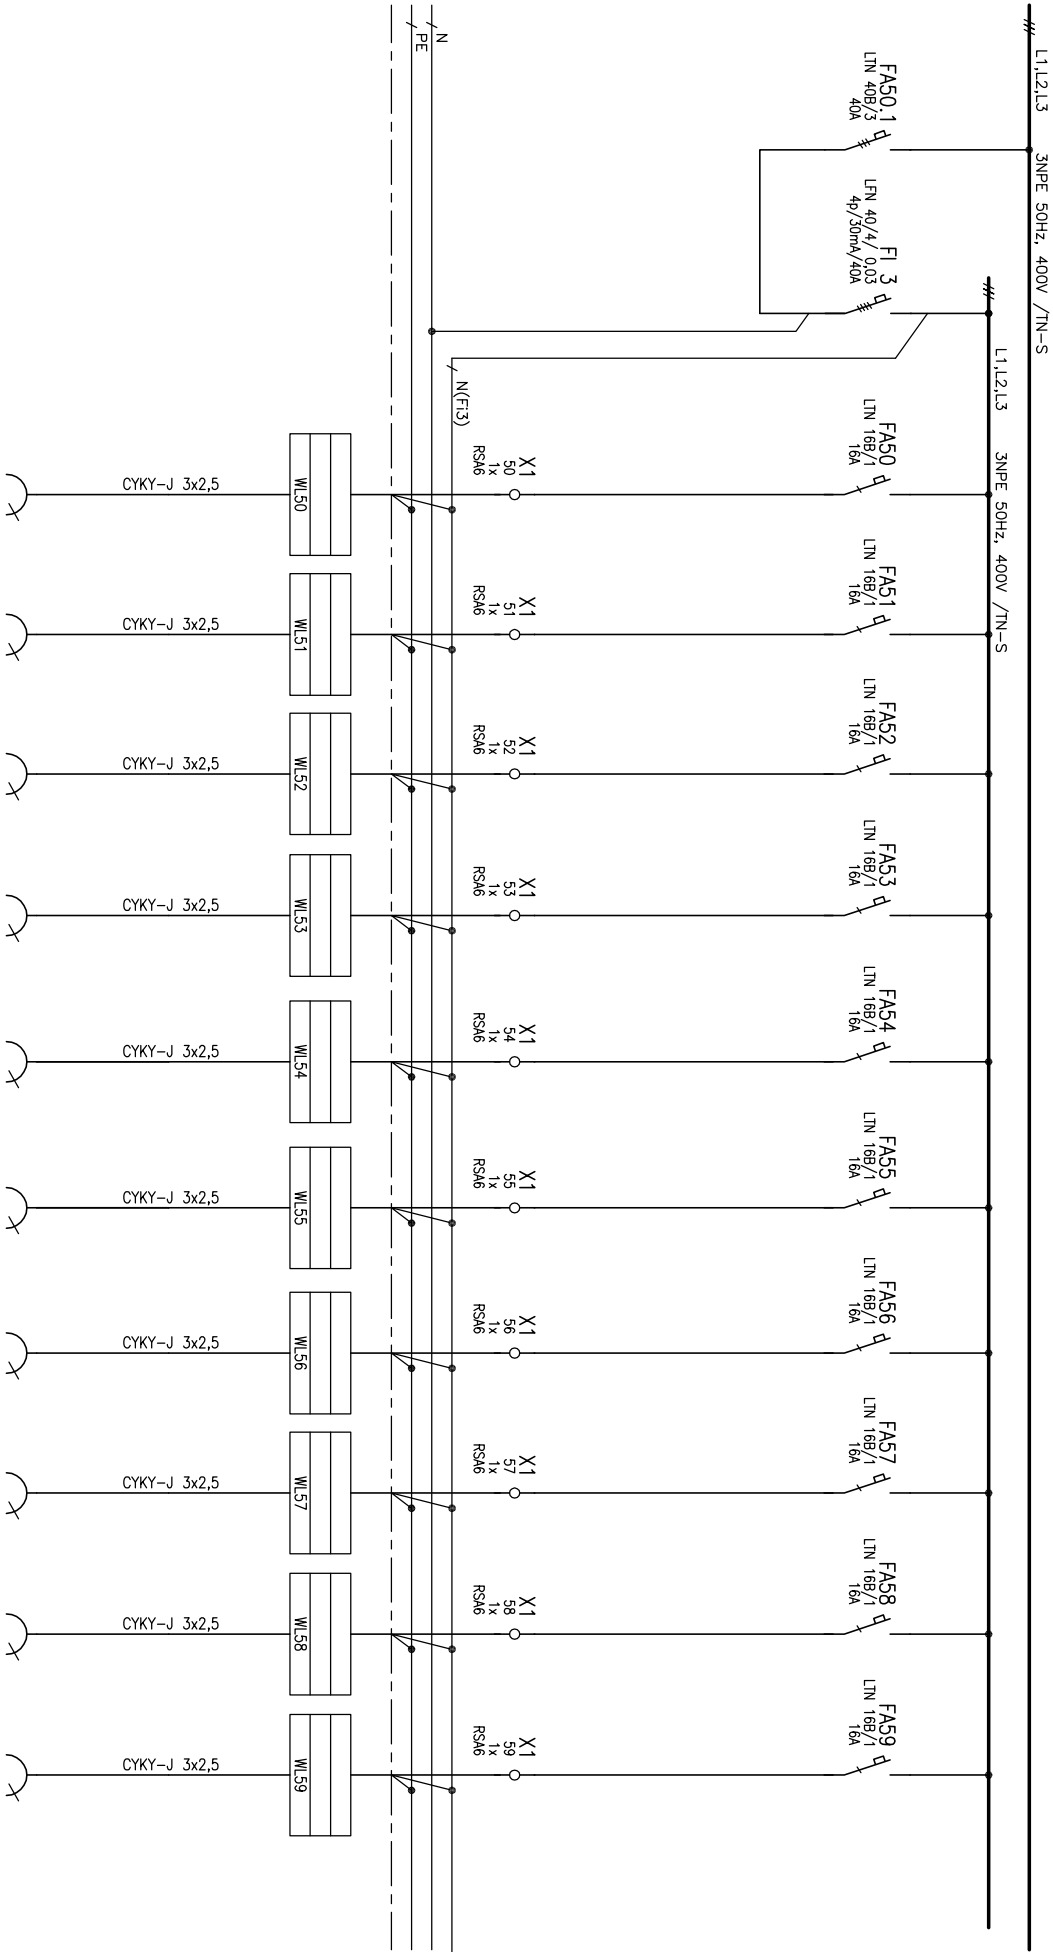 L1,L2,L3 3NPE 50Hz, 400V /TN-S
L1,L2,L3 3NPE 50Hz, 400V /TN-S
FA50.1
LTN 40B/3
40A
FI 3
LFN 40/4/ 0,03
4p/30mA/40A
FA50
LTN 16B/1
16A
FA51
LTN 16B/1
16A
FA52
LTN 16B/1
16A
FA53
LTN 16B/1
16A
FA54
LTN 16B/1
16A
FA55
LTN 16B/1
16A
FA56
LTN 16B/1
16A
FA57
LTN 16B/1
16A
FA58
LTN 16B/1
16A
FA59
LTN 16B/1
16A
X1
50
1x
RSA6
X1
51
1x
RSA6
X1
52
1x
RSA6
X1
53
1x
RSA6
X1
54
1x
RSA6
X1
55
1x
RSA6
X1
56
1x
RSA6
X1
57
1x
RSA6
X1
58
1x
RSA6
X1
59
1x
RSA6
N(Fi3)
N
PE
WL50
WL51
WL52
WL53
WL54
WL55
WL56
WL57
WL58
WL59
CYKY-J 3x2,5
CYKY-J 3x2,5
CYKY-J 3x2,5
CYKY-J 3x2,5
CYKY-J 3x2,5
CYKY-J 3x2,5
CYKY-J 3x2,5
CYKY-J 3x2,5
CYKY-J 3x2,5
CYKY-J 3x2,5